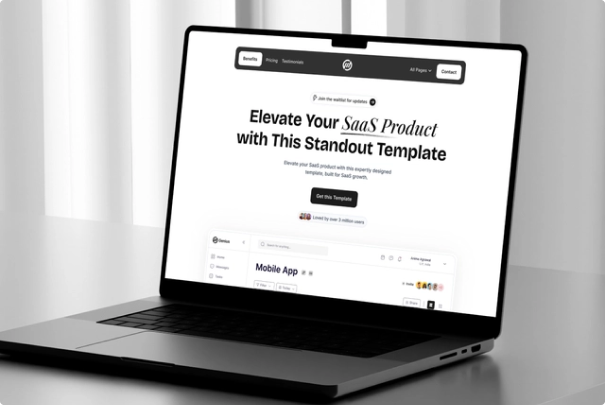 Benefits Pricing Testimonials All Pages Contact
Join the waitlist for updates
Elevate Your SaaS Product
with This Standout Template
Elevate your SaaS product with this expertly designed
template, built for SaaS growth.
Get this Template
Loved by over 2 million users
Mobile App